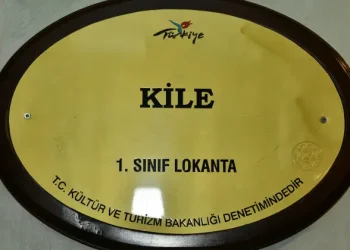 Türkiye
KİLE
1. SINIF LOKANTA
T.C. KÜLTÜR VE TURİZM BAKANLIĞI DENETİMİNDEDİR